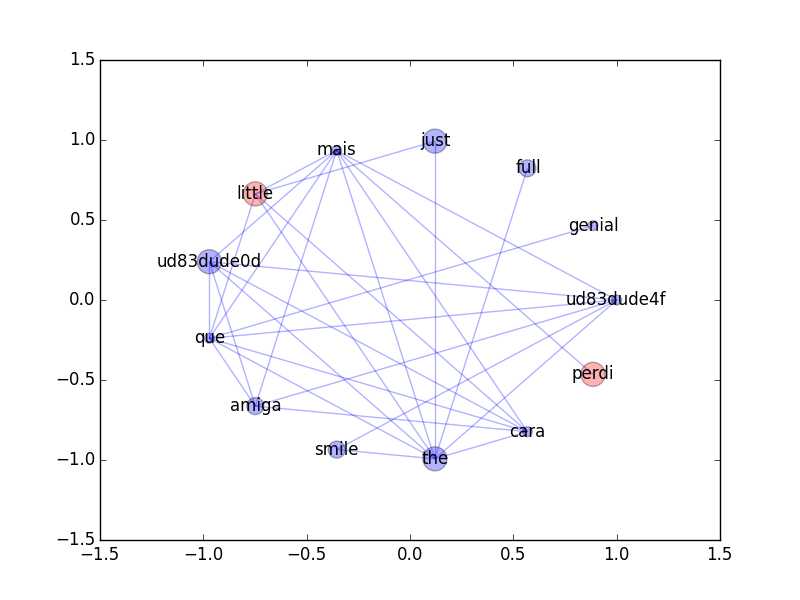 1.5
mais
just
1.0
full
little
0.5
genial
ud83dude0d
0.0
ud83dude4f
que
−0.5
perdi
amiga
cara
smile
the
−1.0
−1.5
−1.5 −1.0 −0.5 0.0 0.5 1.0 1.5